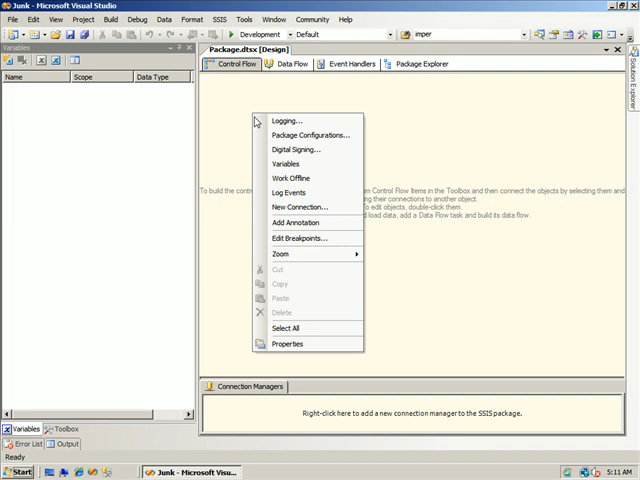 Junk - Microsoft Visual Studio
File Edit View Project Build Debug Data Format SSIS Tools Window Community Help
Development Default imper
Variables
Name Scope Data Type
Package.dtsx [Design]
Control Flow Data Flow Event Handlers Package Explorer
Solution Explorer
Logging...
Package Configurations...
Digital Signing...
Variables
Work Offline
Log Events
New Connection...
Add Annotation
Edit Breakpoints...
Zoom
Cut
Copy
Paste
Delete
Select All
Properties
To build the contro
om Control Flow Items in the Toolbox and then connect the objects by selecting them and
ing their connections to another object.
To edit objects, double-click them.
d load data, add a Data Flow task and build its data flow.
Connection Managers
Right-click here to add a new connection manager to the SSIS package.
Variables Toolbox
Error List Output
Ready
Start Junk - Microsoft Visu... 5:11 AM